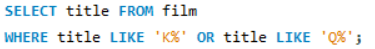 SELECT title FROM film
WHERE title LIKE 'K%' OR title LIKE 'Q%';